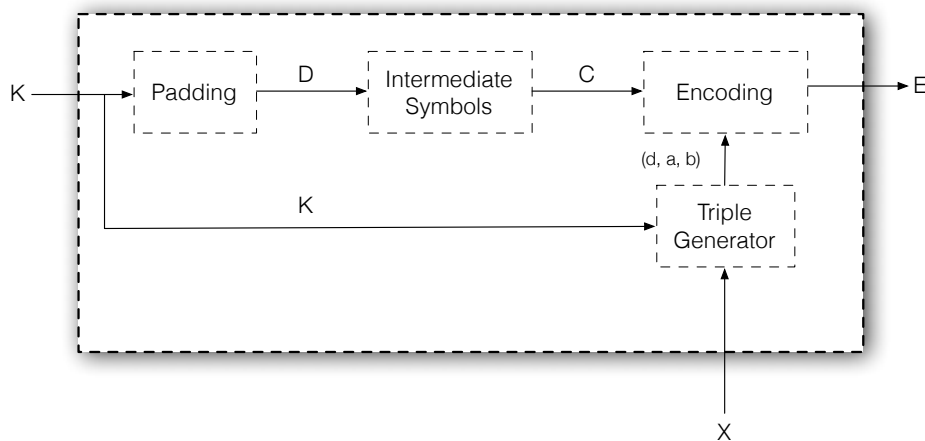 K
Padding
D
Intermediate
Symbols
C
Encoding
E
(d, a, b)
K
Triple
Generator
X